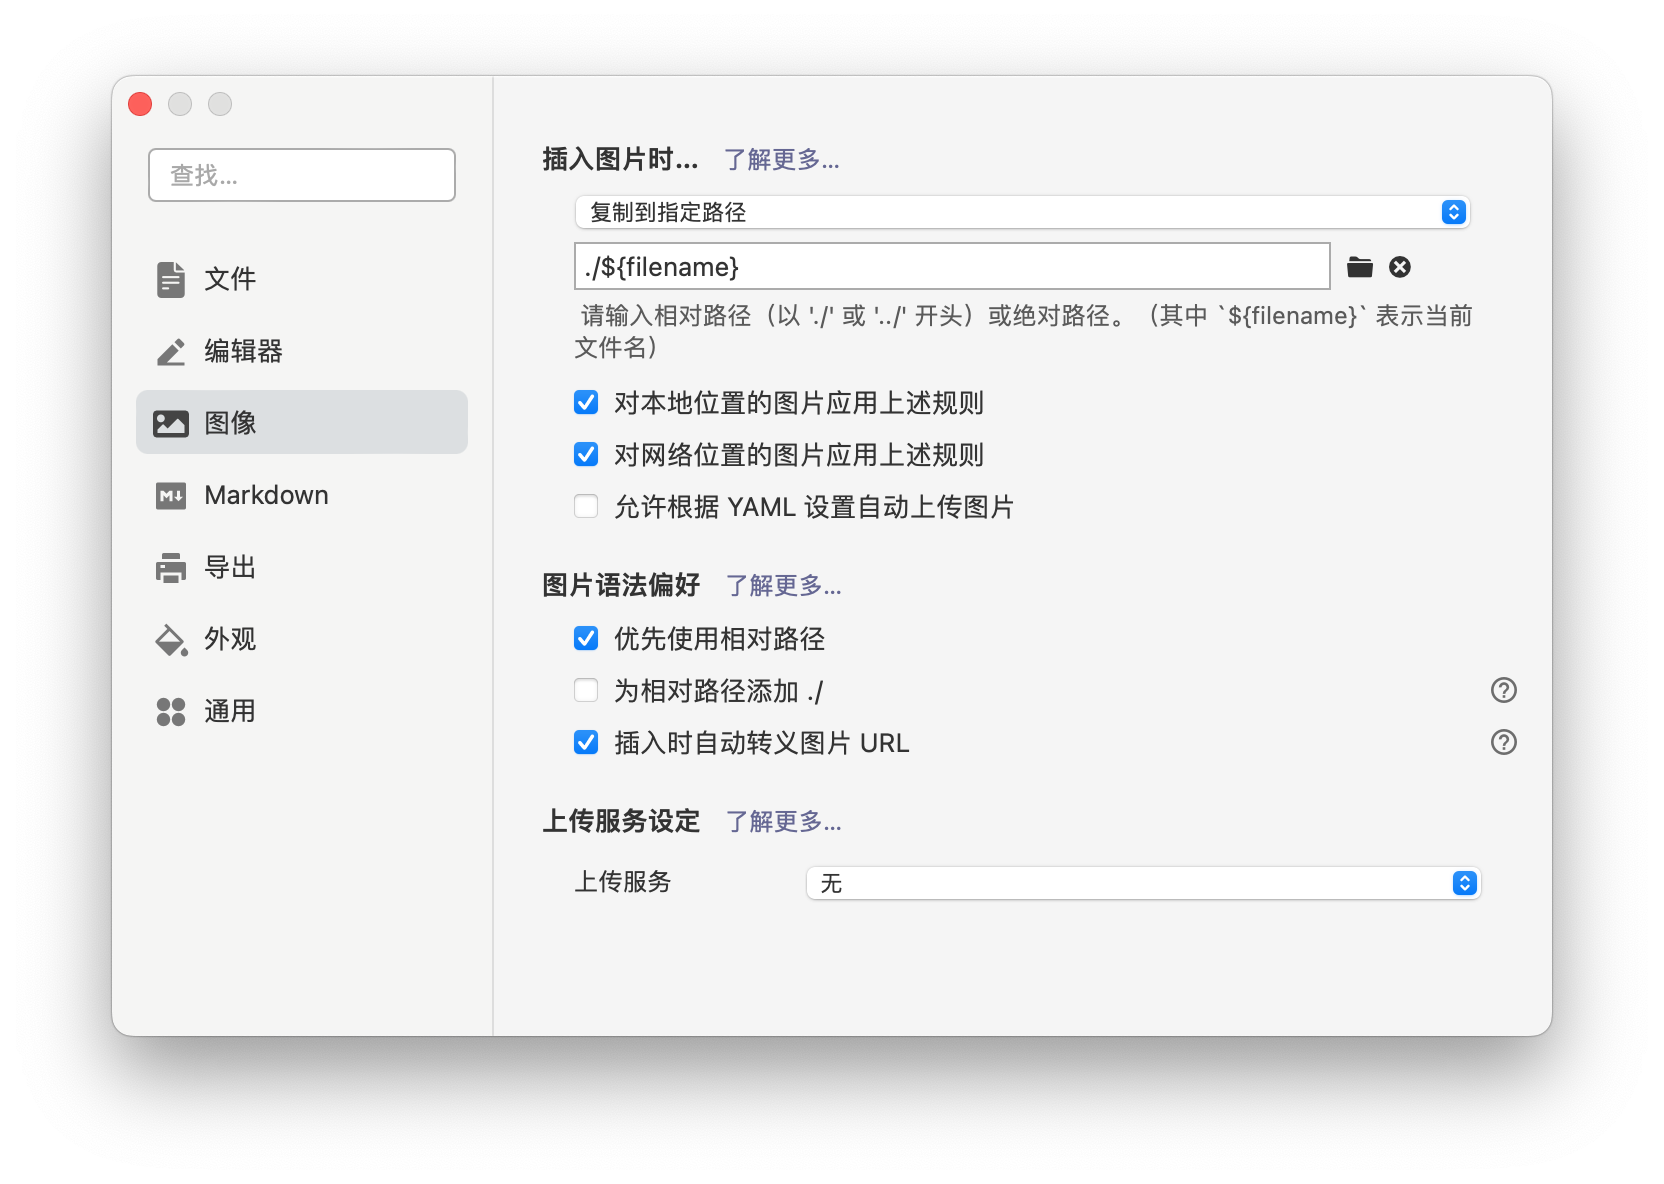 查找...
文件
编辑器
图像
Markdown
导出
外观
通用
插入图片时... 了解更多...
复制到指定路径
./${filename}
请输入相对路径（以 './' 或 '../' 开头）或绝对路径。（其中 `${filename}` 表示当前
文件名）
对本地位置的图片应用上述规则
对网络位置的图片应用上述规则
允许根据 YAML 设置自动上传图片
图片语法偏好 了解更多...
优先使用相对路径
为相对路径添加 ./
插入时自动转义图片 URL
上传服务设定 了解更多...
上传服务 无